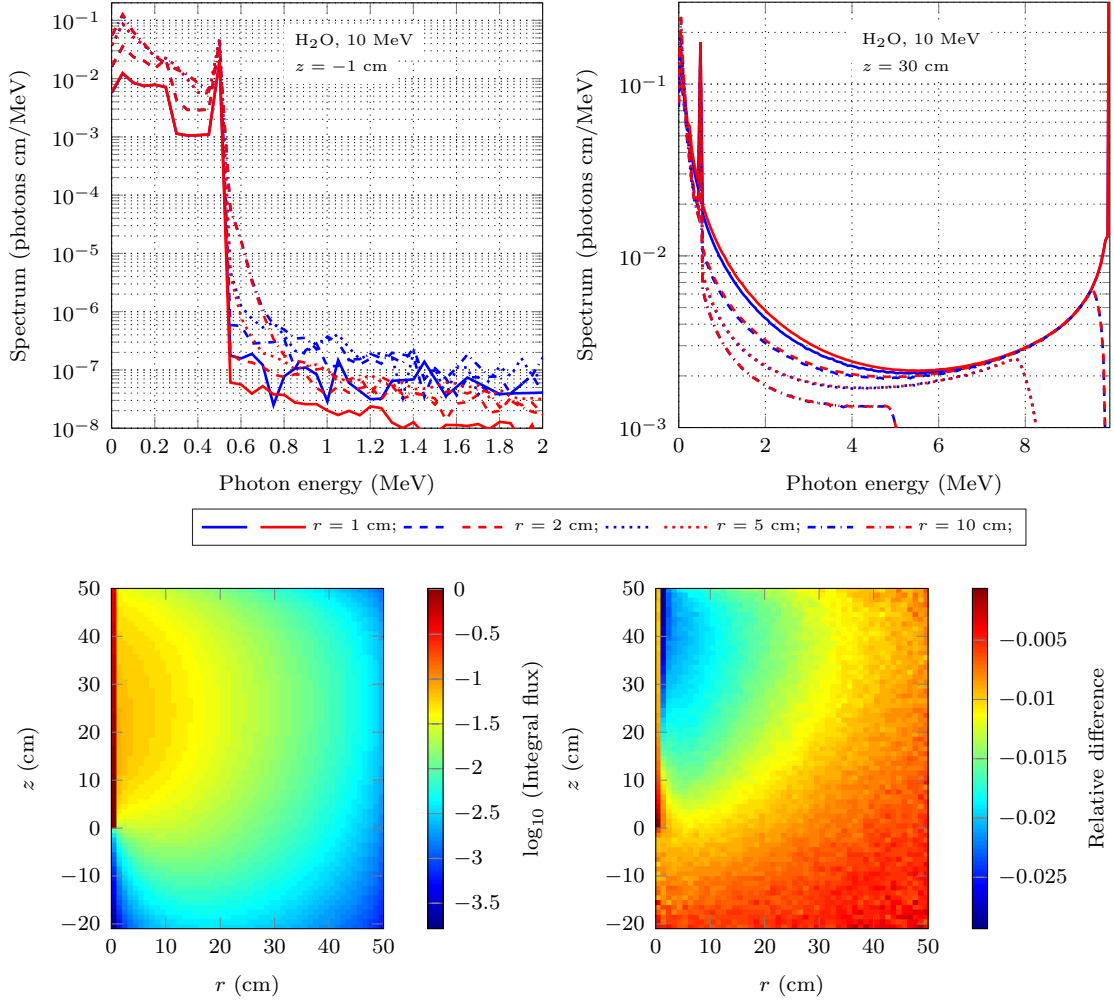 H₂O, 10 MeV
z = −1 cm
Spectrum (photons cm/MeV)
10⁻¹
10⁻²
10⁻³
10⁻⁴
10⁻⁵
10⁻⁶
10⁻⁷
10⁻⁸
0 0.2 0.4 0.6 0.8 1 1.2 1.4 1.6 1.8 2
Photon energy (MeV)
H₂O, 10 MeV
z = 30 cm
Spectrum (photons cm/MeV)
10⁻¹
10⁻²
10⁻³
0 2 4 6 8
Photon energy (MeV)
r = 1 cm; r = 2 cm; r = 5 cm; r = 10 cm;
z (cm)
50
40
30
20
10
0
−10
−20
0 10 20 30 40 50
r (cm)
0
−0.5
−1
−1.5
−2
−2.5
−3
−3.5
log₁₀ (Integral flux)
z (cm)
50
40
30
20
10
0
−10
−20
0 10 20 30 40 50
r (cm)
−0.005
−0.01
−0.015
−0.02
−0.025
Relative difference